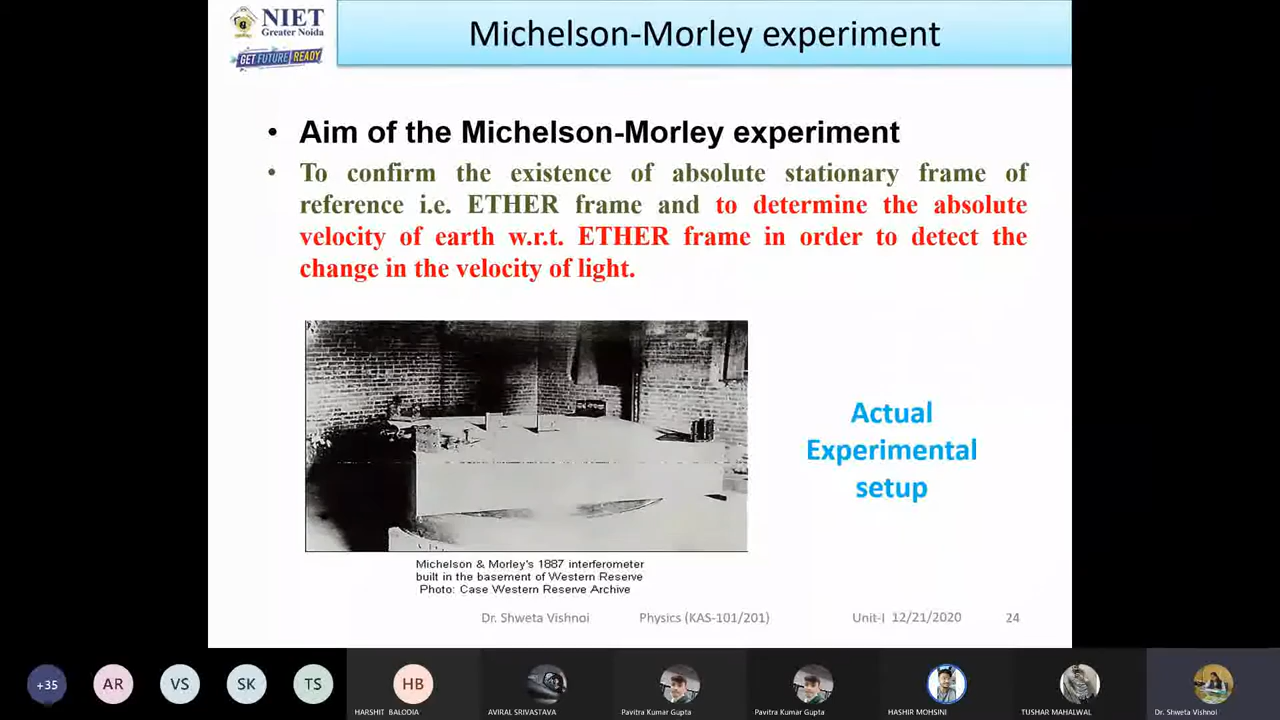 NIET
Greater Noida
GET FUTURE READY
Michelson-Morley experiment
• Aim of the Michelson-Morley experiment
• To confirm the existence of absolute stationary frame of
reference i.e. ETHER frame and to determine the absolute
velocity of earth w.r.t. ETHER frame in order to detect the
change in the velocity of light.
Actual
Experimental
setup
Michelson & Morley's 1887 interferometer
built in the basement of Western Reserve
Photo: Case Western Reserve Archive
Dr. Shweta Vishnoi Physics (KAS-101/201) Unit-I 12/21/2020 24
+35 AR VS SK TS HB
HARSHIT BALODIA AVIRAL SRIVASTAVA Pavitra Kumar Gupta Pavitra Kumar Gupta HASHIR MOHSINI TUSHAR MAHALWAL Dr. Shweta Vishnoi